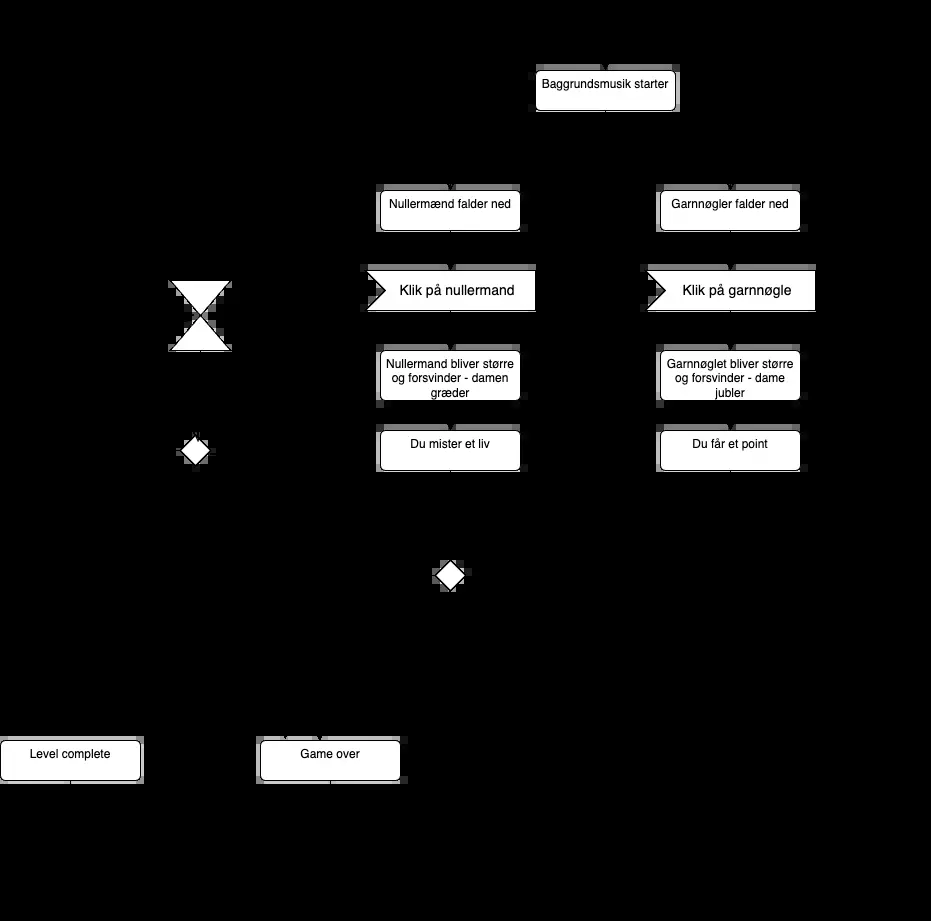 Baggrundsmusik starter
Nullermænd falder ned
Garnnøgler falder ned
Klik på nullermand
Klik på garnnøgle
Nullermand bliver større
og forsvinder - damen
græder
Garnnøglet bliver større
og forsvinder - dame
jubler
Du mister et liv
Du får et point
Level complete
Game over